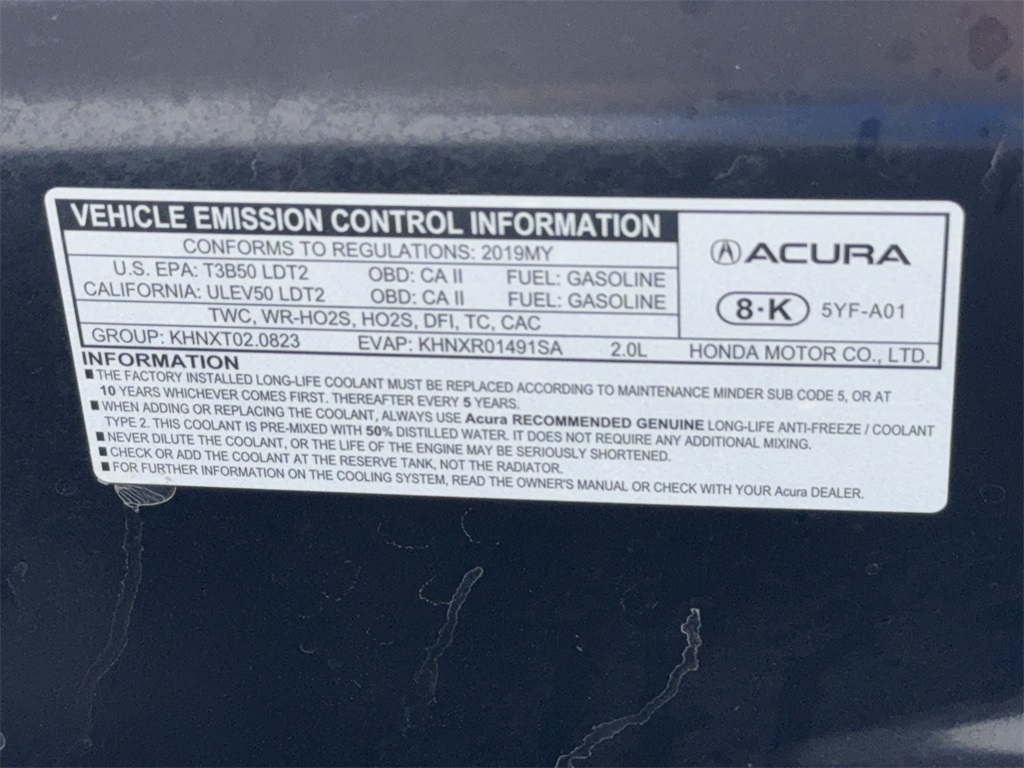 VEHICLE EMISSION CONTROL INFORMATION
CONFORMS TO REGULATIONS: 2019MY
U.S. EPA: T3B50 LDT2 OBD: CA II FUEL: GASOLINE
CALIFORNIA: ULEV50 LDT2 OBD: CA II FUEL: GASOLINE
TWC, WR-HO2S, HO2S, DFI, TC, CAC
ACURA
8·K 5YF-A01
GROUP: KHNXT02.0823 EVAP: KHNXR01491SA 2.0L HONDA MOTOR CO., LTD.
INFORMATION
■ THE FACTORY INSTALLED LONG-LIFE COOLANT MUST BE REPLACED ACCORDING TO MAINTENANCE MINDER SUB CODE 5, OR AT
10 YEARS WHICHEVER COMES FIRST. THEREAFTER EVERY 5 YEARS.
■ WHEN ADDING OR REPLACING THE COOLANT, ALWAYS USE Acura RECOMMENDED GENUINE LONG-LIFE ANTI-FREEZE / COOLANT
TYPE 2. THIS COOLANT IS PRE-MIXED WITH 50% DISTILLED WATER. IT DOES NOT REQUIRE ANY ADDITIONAL MIXING.
■ NEVER DILUTE THE COOLANT, OR THE LIFE OF THE ENGINE MAY BE SERIOUSLY SHORTENED.
■ CHECK OR ADD THE COOLANT AT THE RESERVE TANK, NOT THE RADIATOR.
■ FOR FURTHER INFORMATION ON THE COOLING SYSTEM, READ THE OWNER'S MANUAL OR CHECK WITH YOUR Acura DEALER.